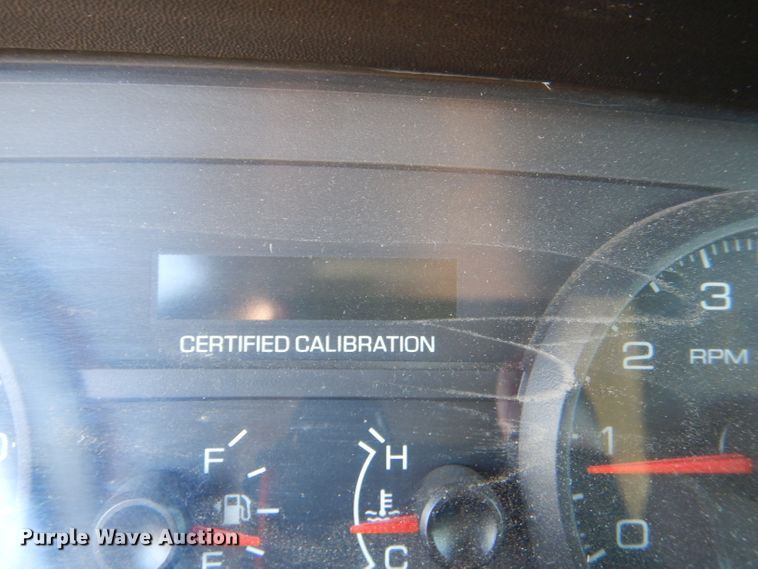 CERTIFIED CALIBRATION
3
2
RPM
1
0
F
H
E
C
Purple Wave Auction